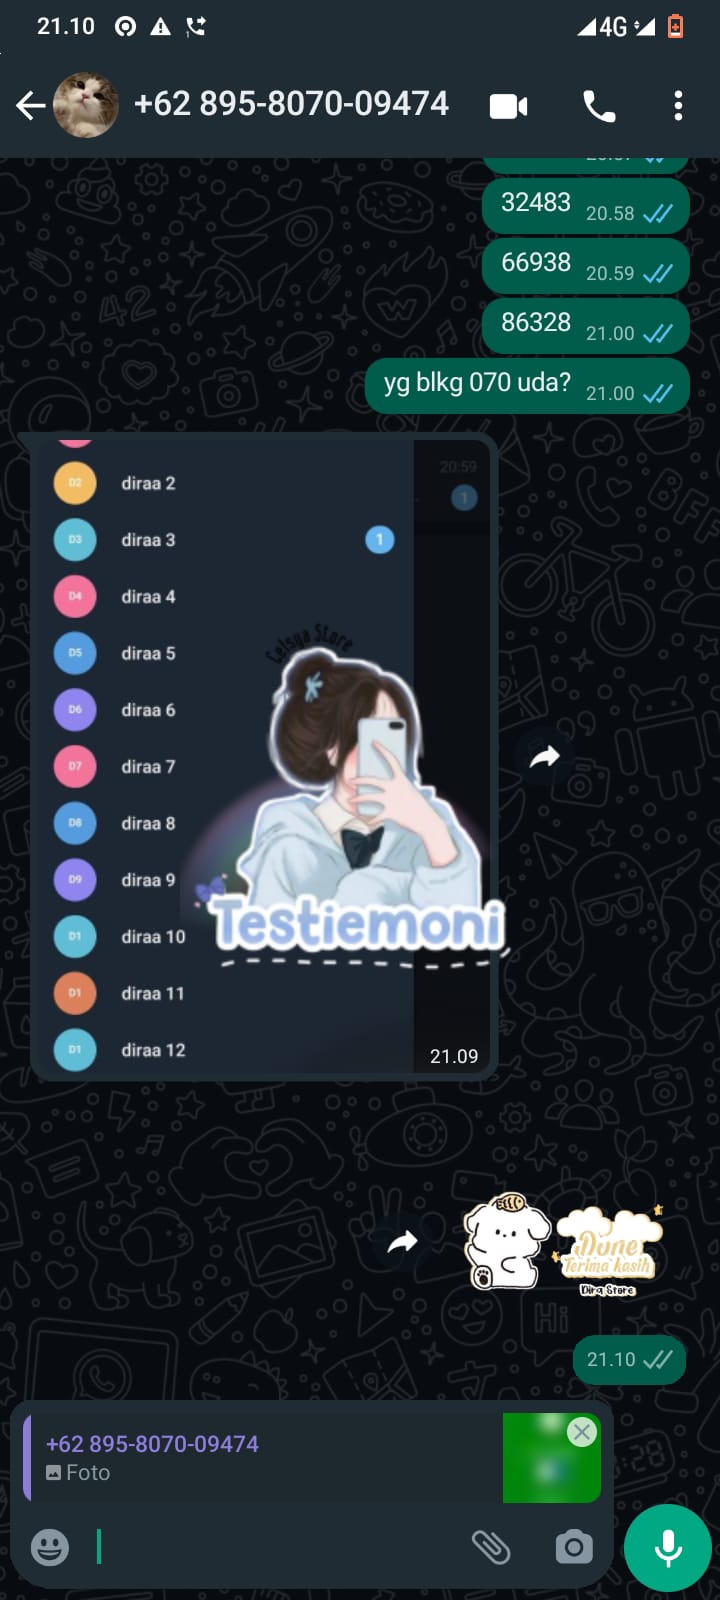 21.10
4G
+62 895-8070-09474
32483 20.58
66938 20.59
86328 21.00
yg blkg 070 uda? 21.00
20:59
1
D2 diraa 2
D3 diraa 3 1
D4 diraa 4
D5 diraa 5
D6 diraa 6
D7 diraa 7
D8 diraa 8
D9 diraa 9
D1 diraa 10
D1 diraa 11
D1 diraa 12
Celsya Store
Testiemoni
21.09
Done
Terima kasih
Dira Store
21.10
+62 895-8070-09474
Foto